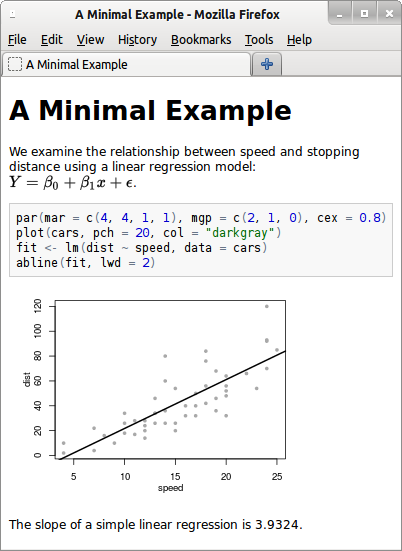 A Minimal Example - Mozilla Firefox
File Edit View History Bookmarks Tools Help
A Minimal Example
A Minimal Example
We examine the relationship between speed and stopping
distance using a linear regression model:
Y = β₀ + β₁x + ϵ.
par(mar = c(4, 4, 1, 1), mgp = c(2, 1, 0), cex = 0.8)
plot(cars, pch = 20, col = "darkgray")
fit <- lm(dist ~ speed, data = cars)
abline(fit, lwd = 2)
120
100
80
60
40
20
0
dist
5 10 15 20 25
speed
The slope of a simple linear regression is 3.9324.